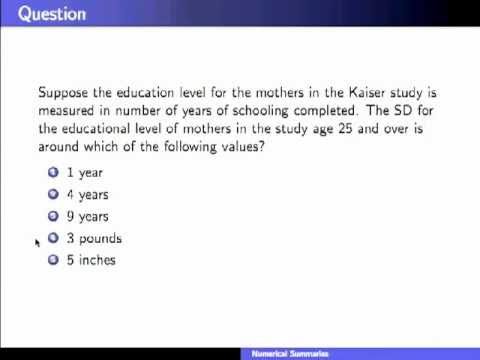 Question
Suppose the education level for the mothers in the Kaiser study is
measured in number of years of schooling completed. The SD for
the educational level of mothers in the study age 25 and over is
around which of the following values?
1 year
4 years
9 years
3 pounds
5 inches
Numerical Summaries